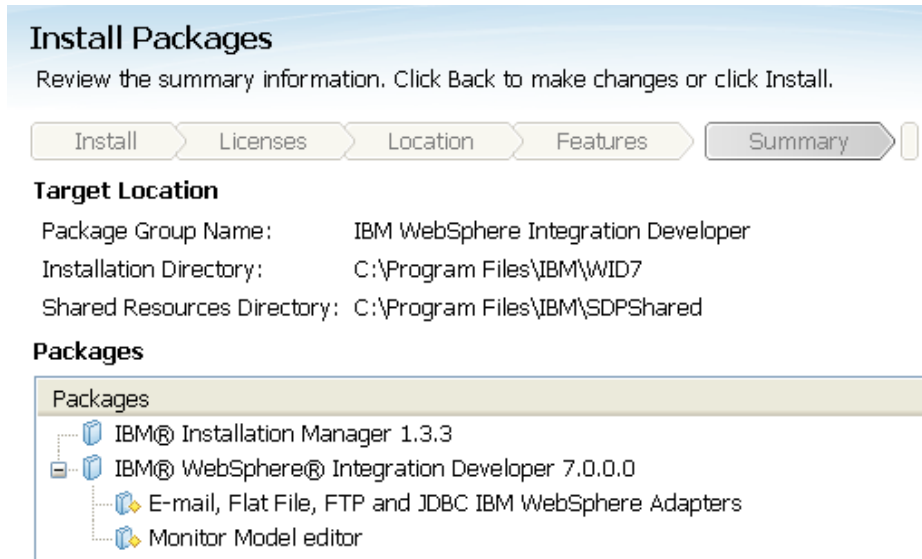 Install Packages
Review the summary information. Click Back to make changes or click Install.
Install Licenses Location Features Summary
Target Location
Package Group Name: IBM WebSphere Integration Developer
Installation Directory: C:\Program Files\IBM\WID7
Shared Resources Directory: C:\Program Files\IBM\SDPShared
Packages
Packages
IBM® Installation Manager 1.3.3
IBM® WebSphere® Integration Developer 7.0.0.0
E-mail, Flat File, FTP and JDBC IBM WebSphere Adapters
Monitor Model editor